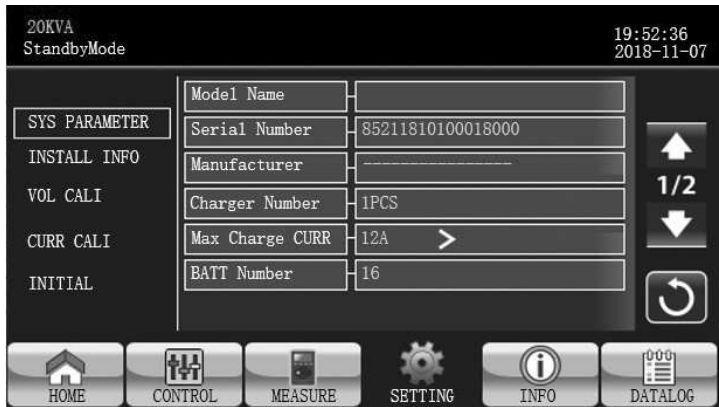 20KVA
StandbyMode
19:52:36
2018-11-07
SYS PARAMETER
INSTALL INFO
VOL CALI
CURR CALI
INITIAL
Model Name
Serial Number 85211810100018000
Manufacturer ----------------
Charger Number 1PCS
Max Charge CURR 12A >
BATT Number 16
1/2
HOME
CONTROL
MEASURE
SETTING
INFO
DATALOG